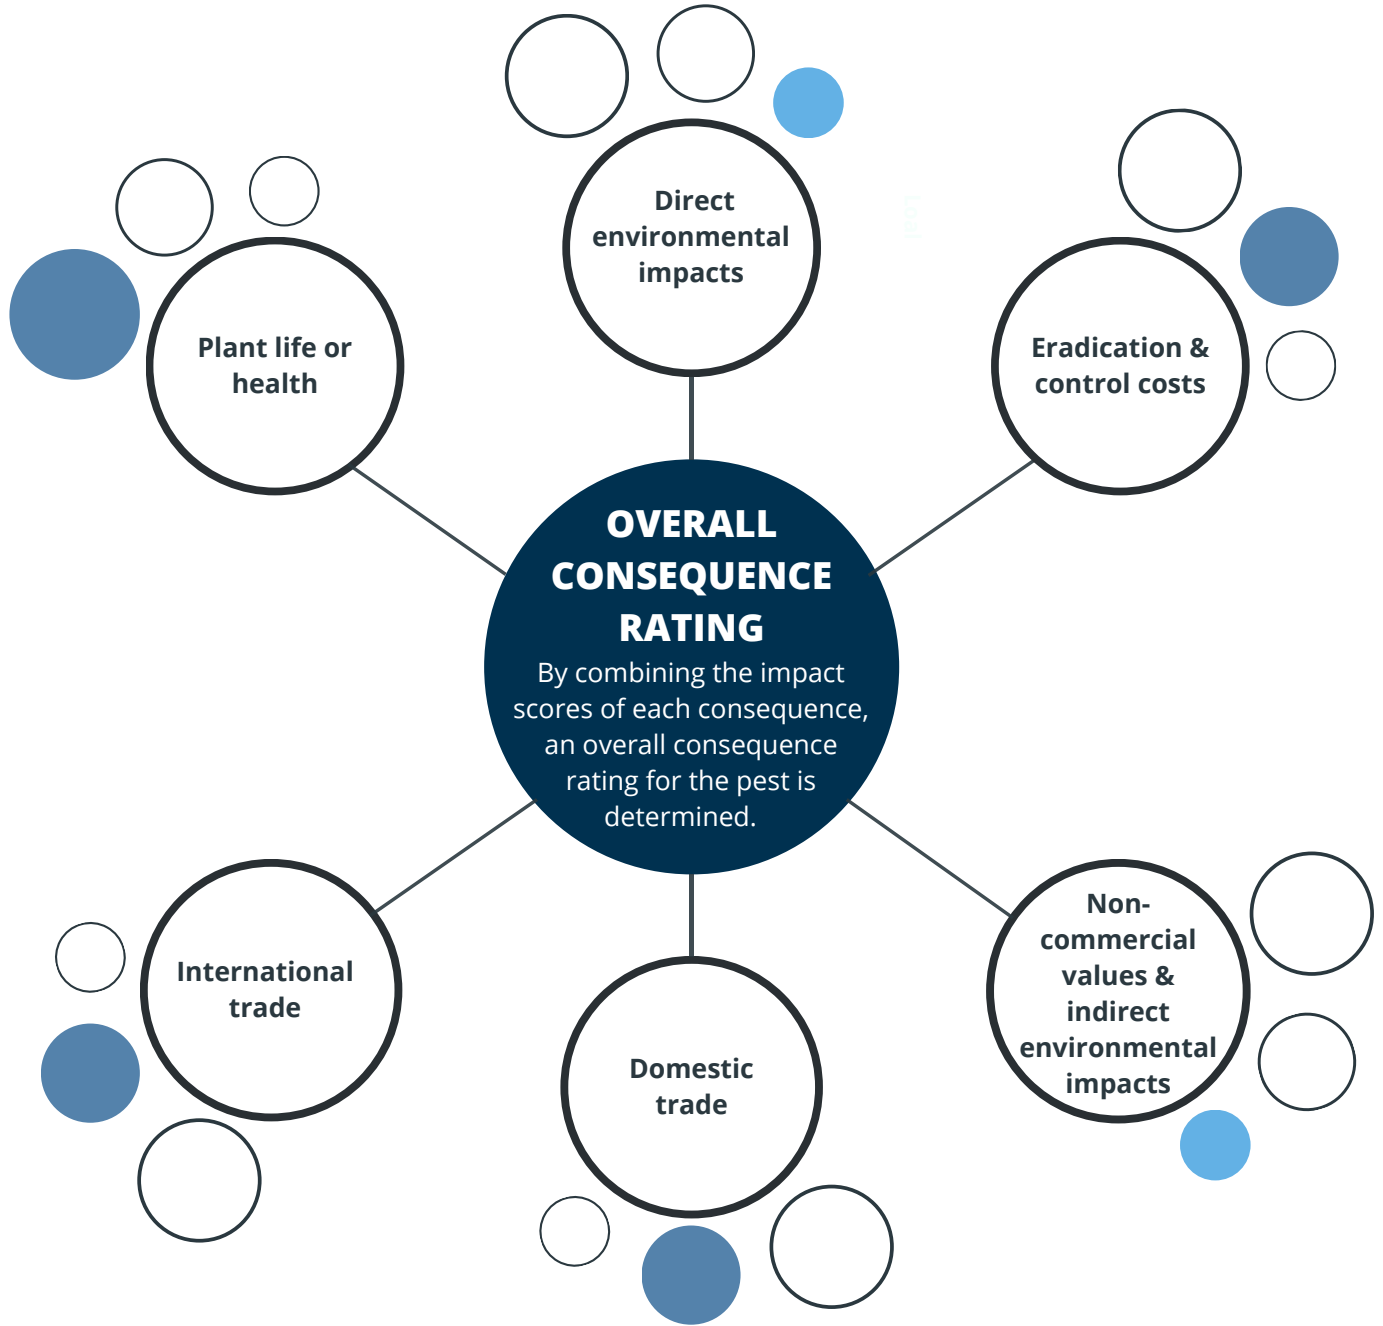 Direct
environmental
impacts
Plant life or
health
Eradication &
control costs
OVERALL
CONSEQUENCE
RATING
By combining the impact
scores of each consequence,
an overall consequence
rating for the pest is
determined.
International
trade
Domestic
trade
Non-
commercial
values &
indirect
environmental
impacts